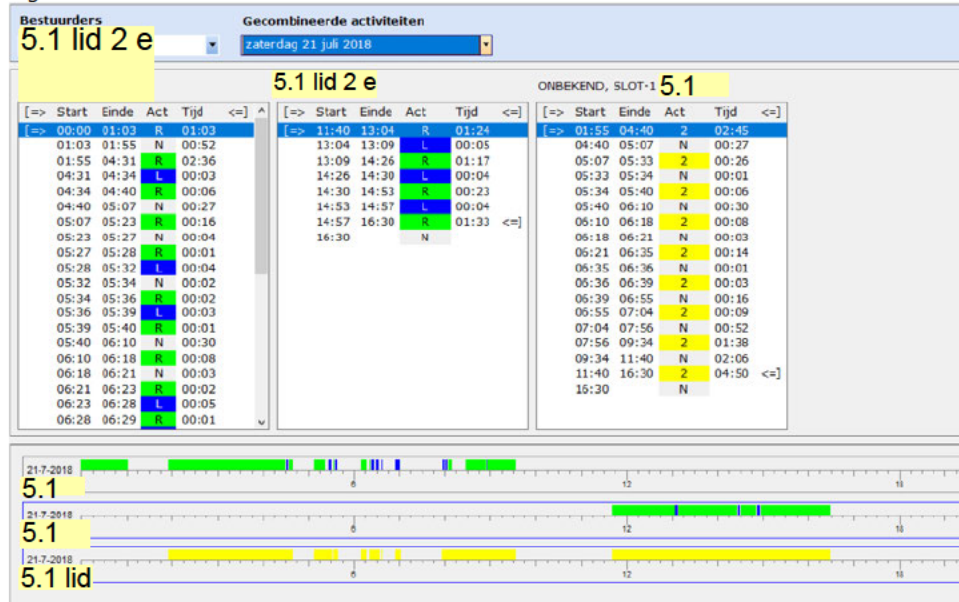 Bestuurders Gecombineerde activiteiten
5.1 lid 2 e zaterdag 21 juli 2018
5.1 lid 2 e ONBEKEND, SLOT-1 5.1
[=> Start Einde Act Tijd <=] [=> Start Einde Act Tijd <=] [=> Start Einde Act Tijd <=]
[=> 00:00 01:03 R 01:03 [=> 11:40 13:04 R 01:24 [=> 01:55 04:40 2 02:45
01:03 01:55 N 00:52 13:04 13:09 L 00:05 04:40 05:07 N 00:27
01:55 04:31 R 02:36 13:09 14:26 R 01:17 05:07 05:33 2 00:26
04:31 04:34 L 00:03 14:26 14:30 L 00:04 05:33 05:34 N 00:01
04:34 04:40 R 00:06 14:30 14:53 R 00:23 05:34 05:40 2 00:06
04:40 05:07 N 00:27 14:53 14:57 L 00:04 05:40 06:10 N 00:30
05:07 05:23 R 00:16 14:57 16:30 R 01:33 <=] 06:10 06:18 2 00:08
05:23 05:27 N 00:04 16:30 N 06:18 06:21 N 00:03
05:27 05:28 R 00:01 06:21 06:35 2 00:14
05:28 05:32 L 00:04 06:35 06:36 N 00:01
05:32 05:34 N 00:02 06:36 06:39 2 00:03
05:34 05:36 R 00:02 06:39 06:55 N 00:16
05:36 05:39 L 00:03 06:55 07:04 2 00:09
05:39 05:40 R 00:01 07:04 07:56 N 00:52
05:40 06:10 N 00:30 07:56 09:34 2 01:38
06:10 06:18 R 00:08 09:34 11:40 N 02:06
06:18 06:21 N 00:03 11:40 16:30 2 04:50 <=]
06:21 06:23 R 00:02 16:30 N
06:23 06:28 L 00:05
06:28 06:29 R 00:01
21-7-2018
6 12 18
5.1
21-7-2018
6 12 18
5.1
21-7-2018
6 12 18
5.1 lid